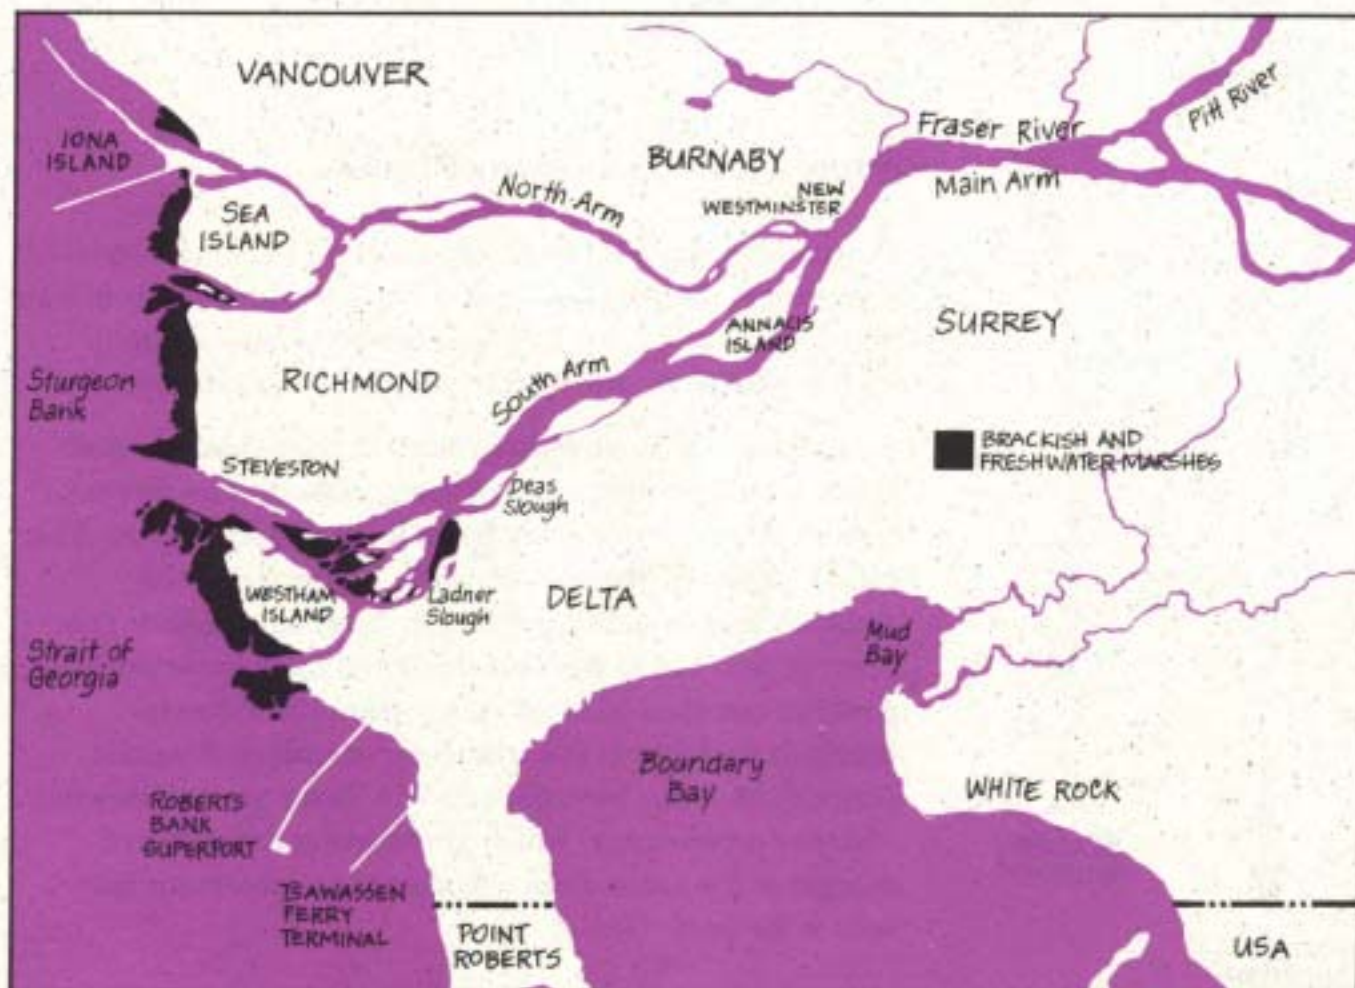 VANCOUVER
IONA
ISLAND
SEA
ISLAND
North Arm
BURNABY
NEW
WESTMINSTER
Fraser River
Main Arm
Pitt River
ANNACIS
ISLAND
SURREY
Sturgeon
Bank
RICHMOND
South Arm
BRACKISH AND
FRESHWATER MARSHES
STEVESTON
Deas
Slough
WESTHAM
ISLAND
Ladner
Slough
DELTA
Mud
Bay
Strait of
Georgia
Boundary
Bay
WHITE ROCK
ROBERTS
BANK
SUPERPORT
TSAWASSEN
FERRY
TERMINAL
POINT
ROBERTS
USA